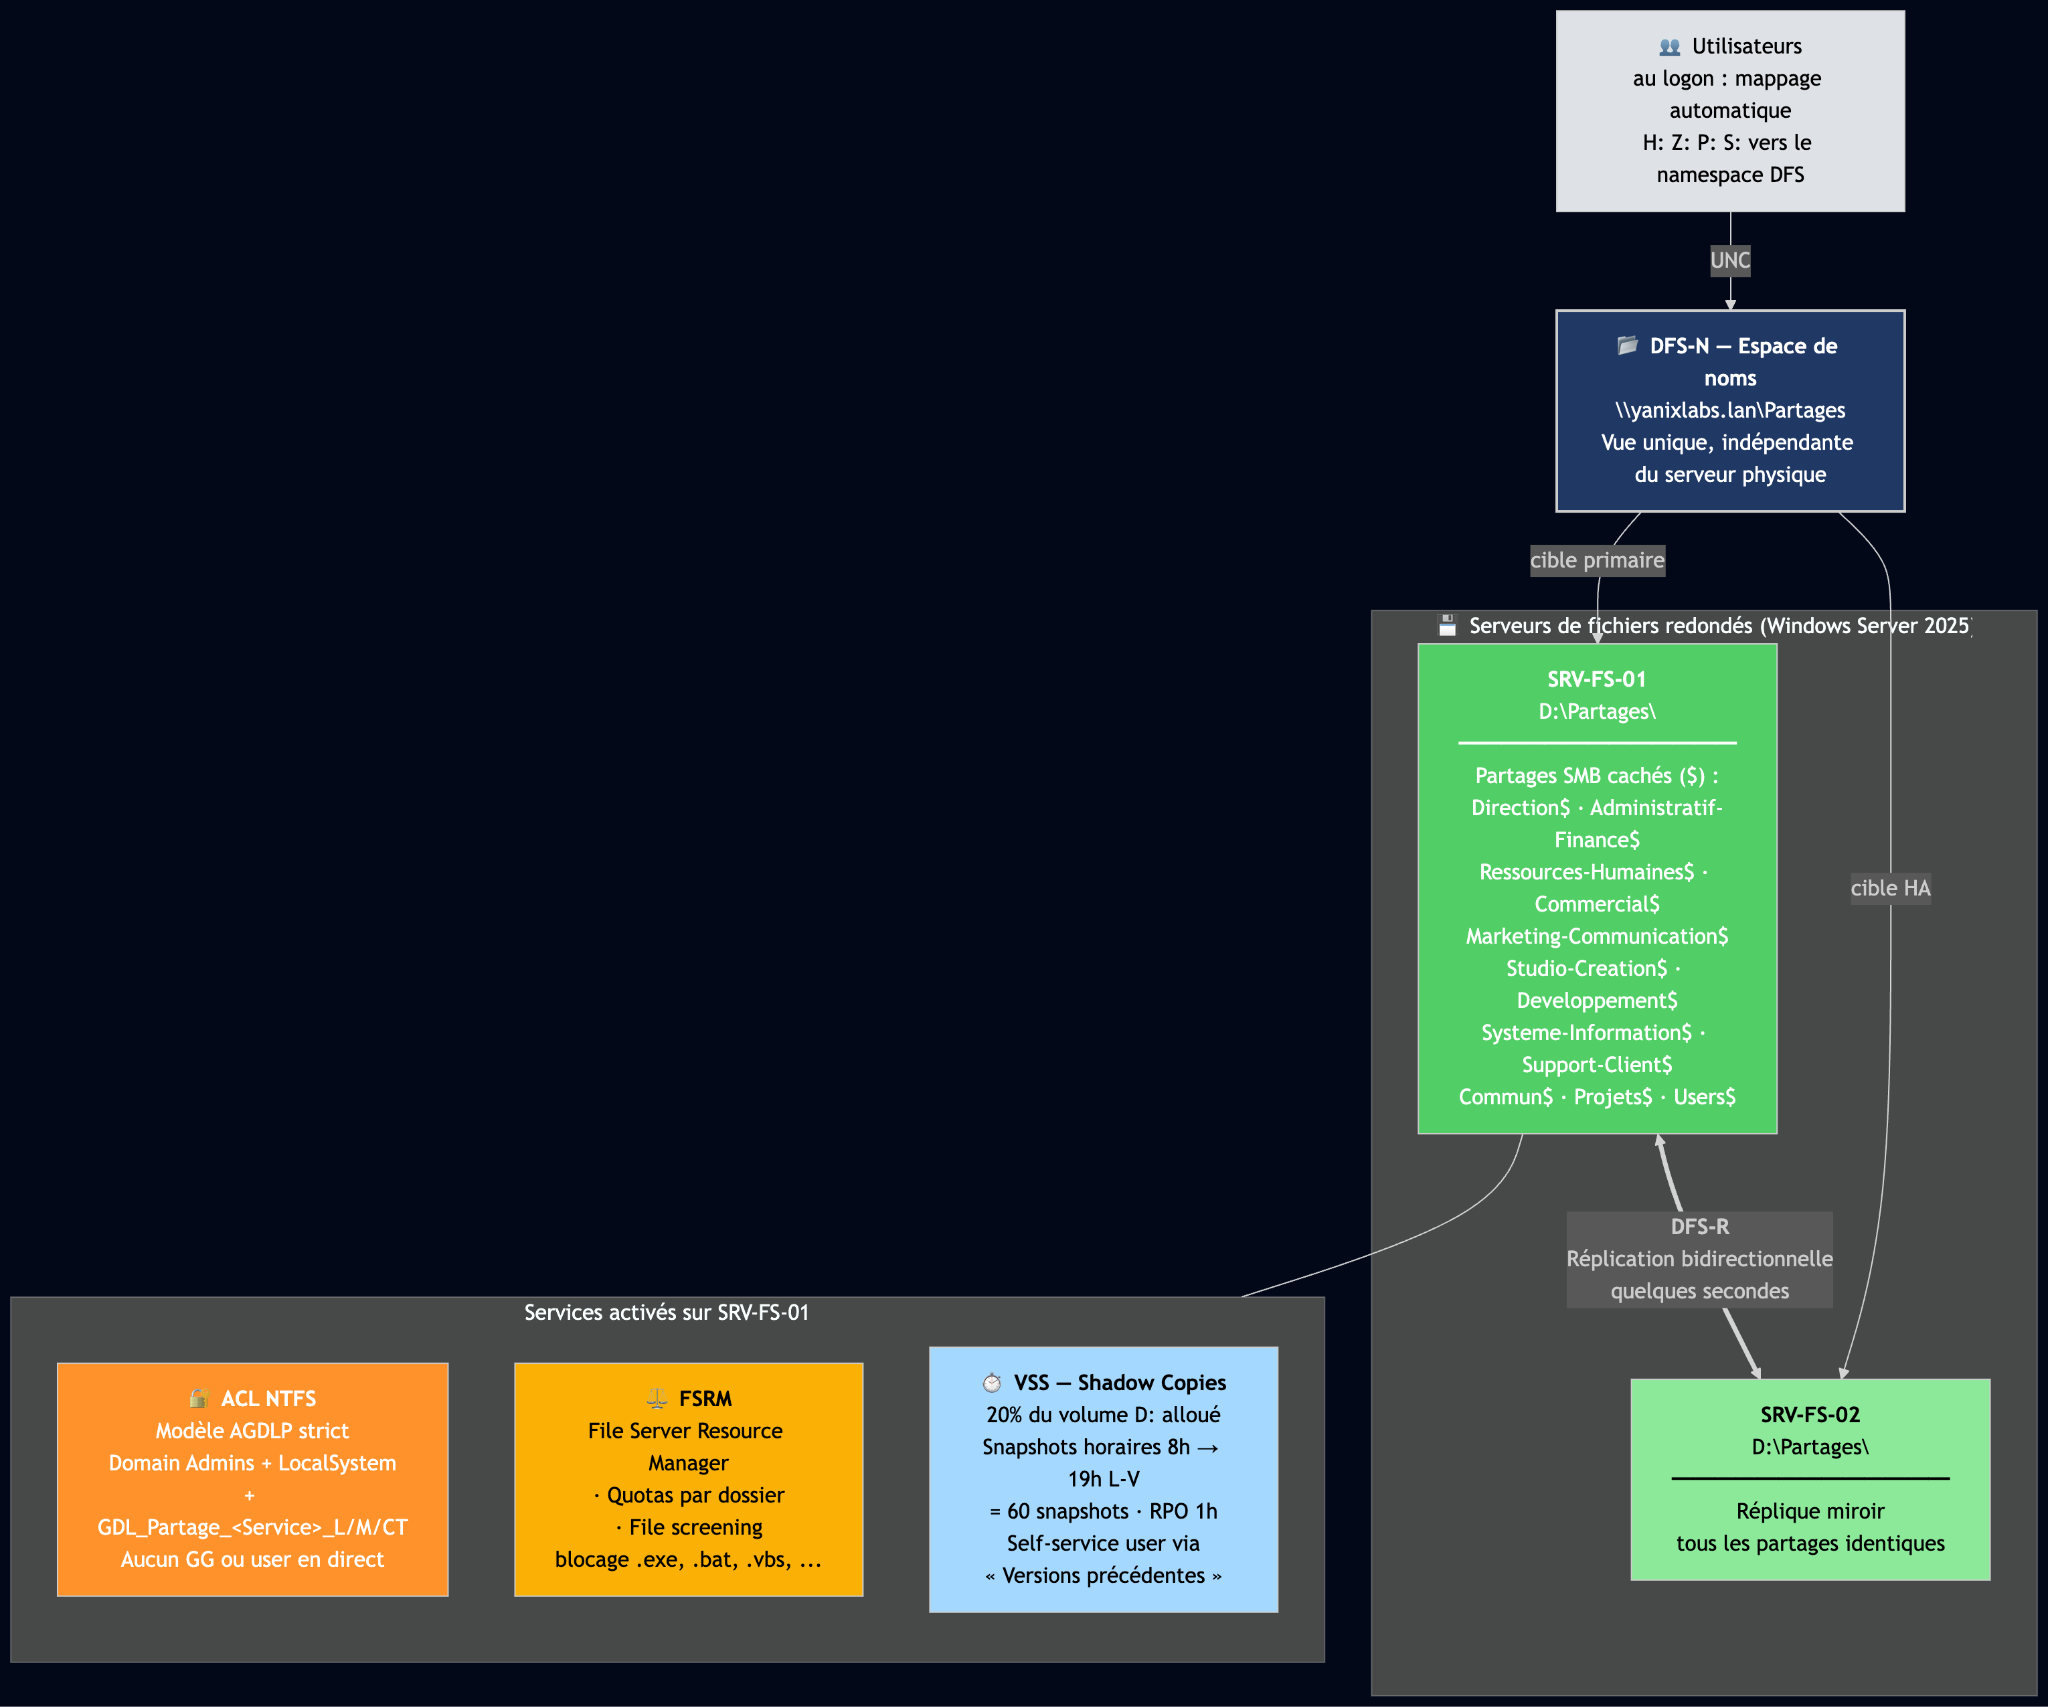 👥 Utilisateurs
au logon : mappage
automatique
H: Z: P: S: vers le
namespace DFS
UNC
📂 DFS-N — Espace de
noms
\\yanixlabs.lan\Partages
Vue unique, indépendante
du serveur physique
cible primaire
💾 Serveurs de fichiers redondés (Windows Server 2025)
SRV-FS-01
D:\Partages\
Partages SMB cachés ($) :
Direction$ · Administratif-
Finance$
Ressources-Humaines$ ·
Commercial$
Marketing-Communication$
Studio-Creation$ ·
Developpement$
Systeme-Information$ ·
Support-Client$
Commun$ · Projets$ · Users$
cible HA
DFS-R
Réplication bidirectionnelle
quelques secondes
SRV-FS-02
D:\Partages\
Réplique miroir
tous les partages identiques
Services activés sur SRV-FS-01
🔐 ACL NTFS
Modèle AGDLP strict
Domain Admins + LocalSystem
+
GDL_Partage_<Service>_L/M/CT
Aucun GG ou user en direct
⚖️ FSRM
File Server Resource
Manager
· Quotas par dossier
· File screening
blocage .exe, .bat, .vbs, ...
⏱️ VSS — Shadow Copies
20% du volume D: alloué
Snapshots horaires 8h →
19h L-V
= 60 snapshots · RPO 1h
Self-service user via
« Versions précédentes »